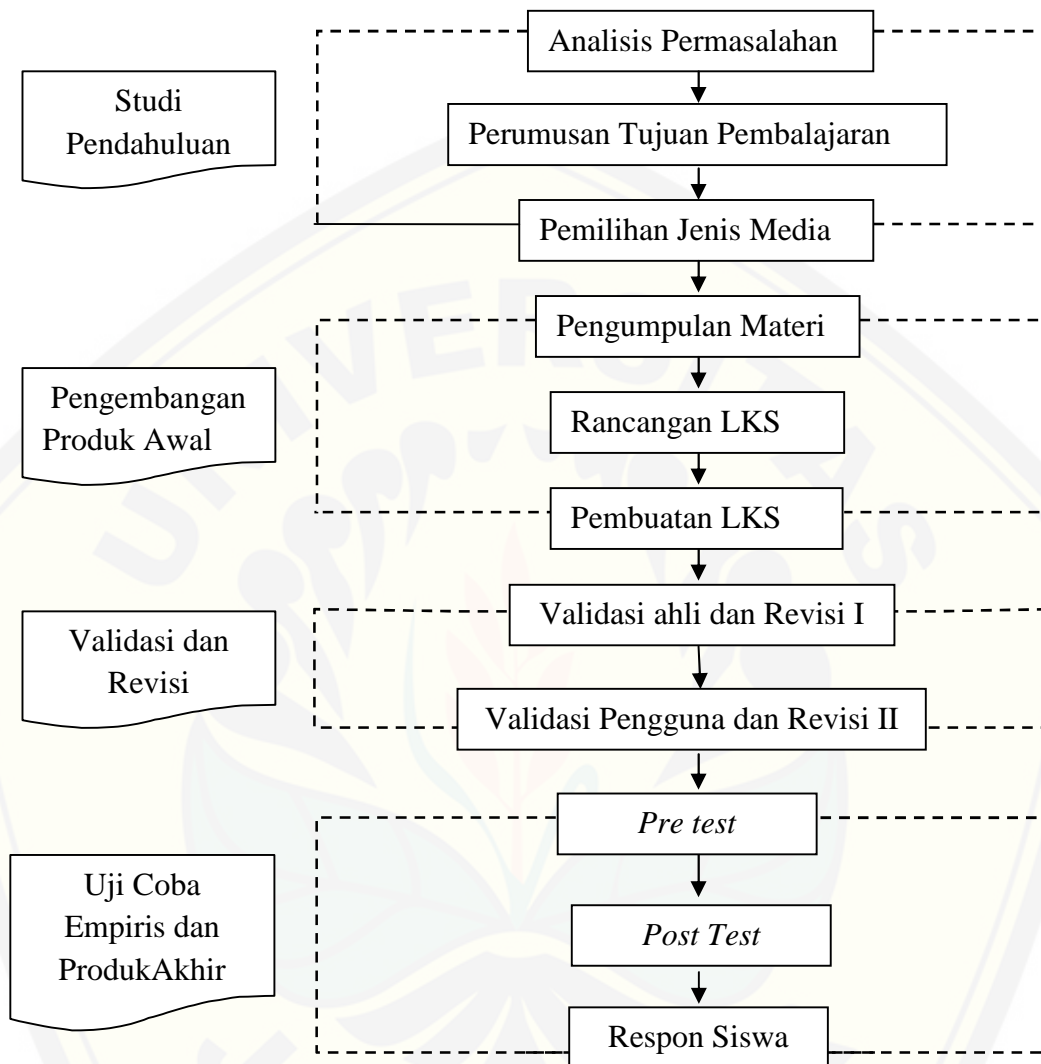 Analisis Permasalahan
Studi
Pendahuluan
Perumusan Tujuan Pembalajaran
Pemilihan Jenis Media
Pengumpulan Materi
Pengembangan
Produk Awal
Rancangan LKS
Pembuatan LKS
Validasi ahli dan Revisi I
Validasi dan
Revisi
Validasi Pengguna dan Revisi II
Pre test
Uji Coba
Empiris dan
ProdukAkhir
Post Test
Respon Siswa
UNIVERSITAS